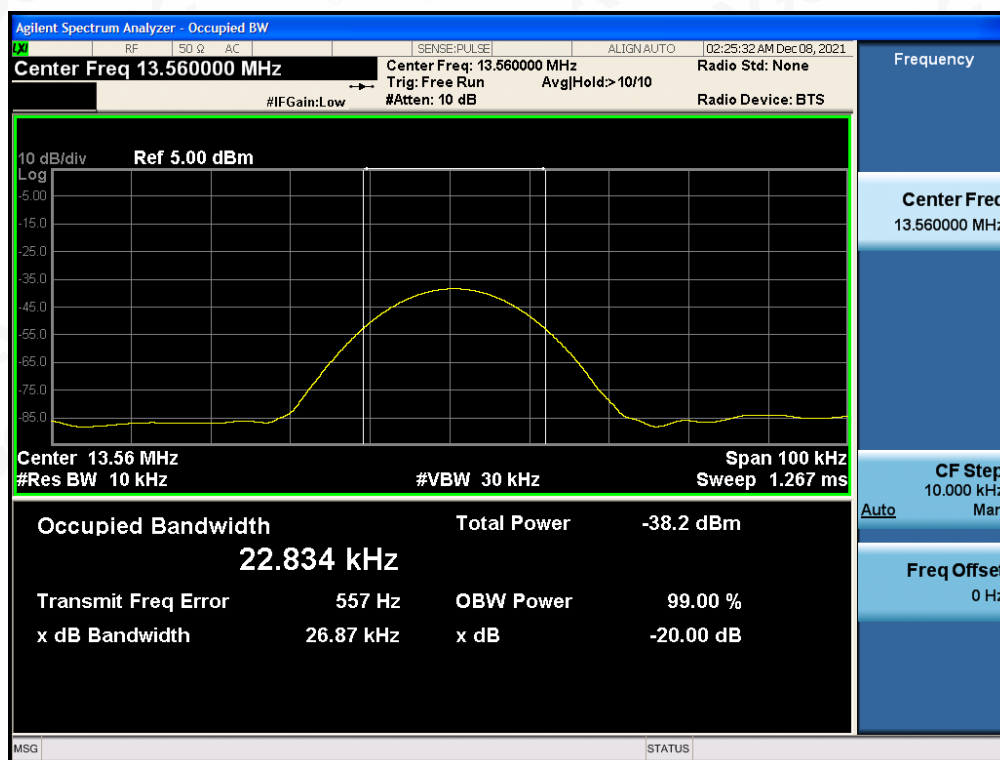 Agilent Spectrum Analyzer - Occupied BW
LXI RF 50 Ω AC SENSE:PULSE ALIGN AUTO 02:25:32 AM Dec 08, 2021
Center Freq 13.560000 MHz
Center Freq: 13.560000 MHz
Radio Std: None
Trig: Free Run Avg|Hold:>10/10
#IFGain:Low
#Atten: 10 dB
Radio Device: BTS
10 dB/div Ref 5.00 dBm
Log
-5.00
-15.0
-25.0
-35.0
-45.0
-55.0
-65.0
-75.0
-85.0
Center 13.56 MHz Span 100 kHz
#Res BW 10 kHz #VBW 30 kHz Sweep 1.267 ms
Occupied Bandwidth Total Power -38.2 dBm
22.834 kHz
Transmit Freq Error 557 Hz OBW Power 99.00 %
x dB Bandwidth 26.87 kHz x dB -20.00 dB
MSG STATUS
Frequency
Center Freq
13.560000 MHz
CF Step
10.000 kHz
Auto Man
Freq Offset
0 Hz